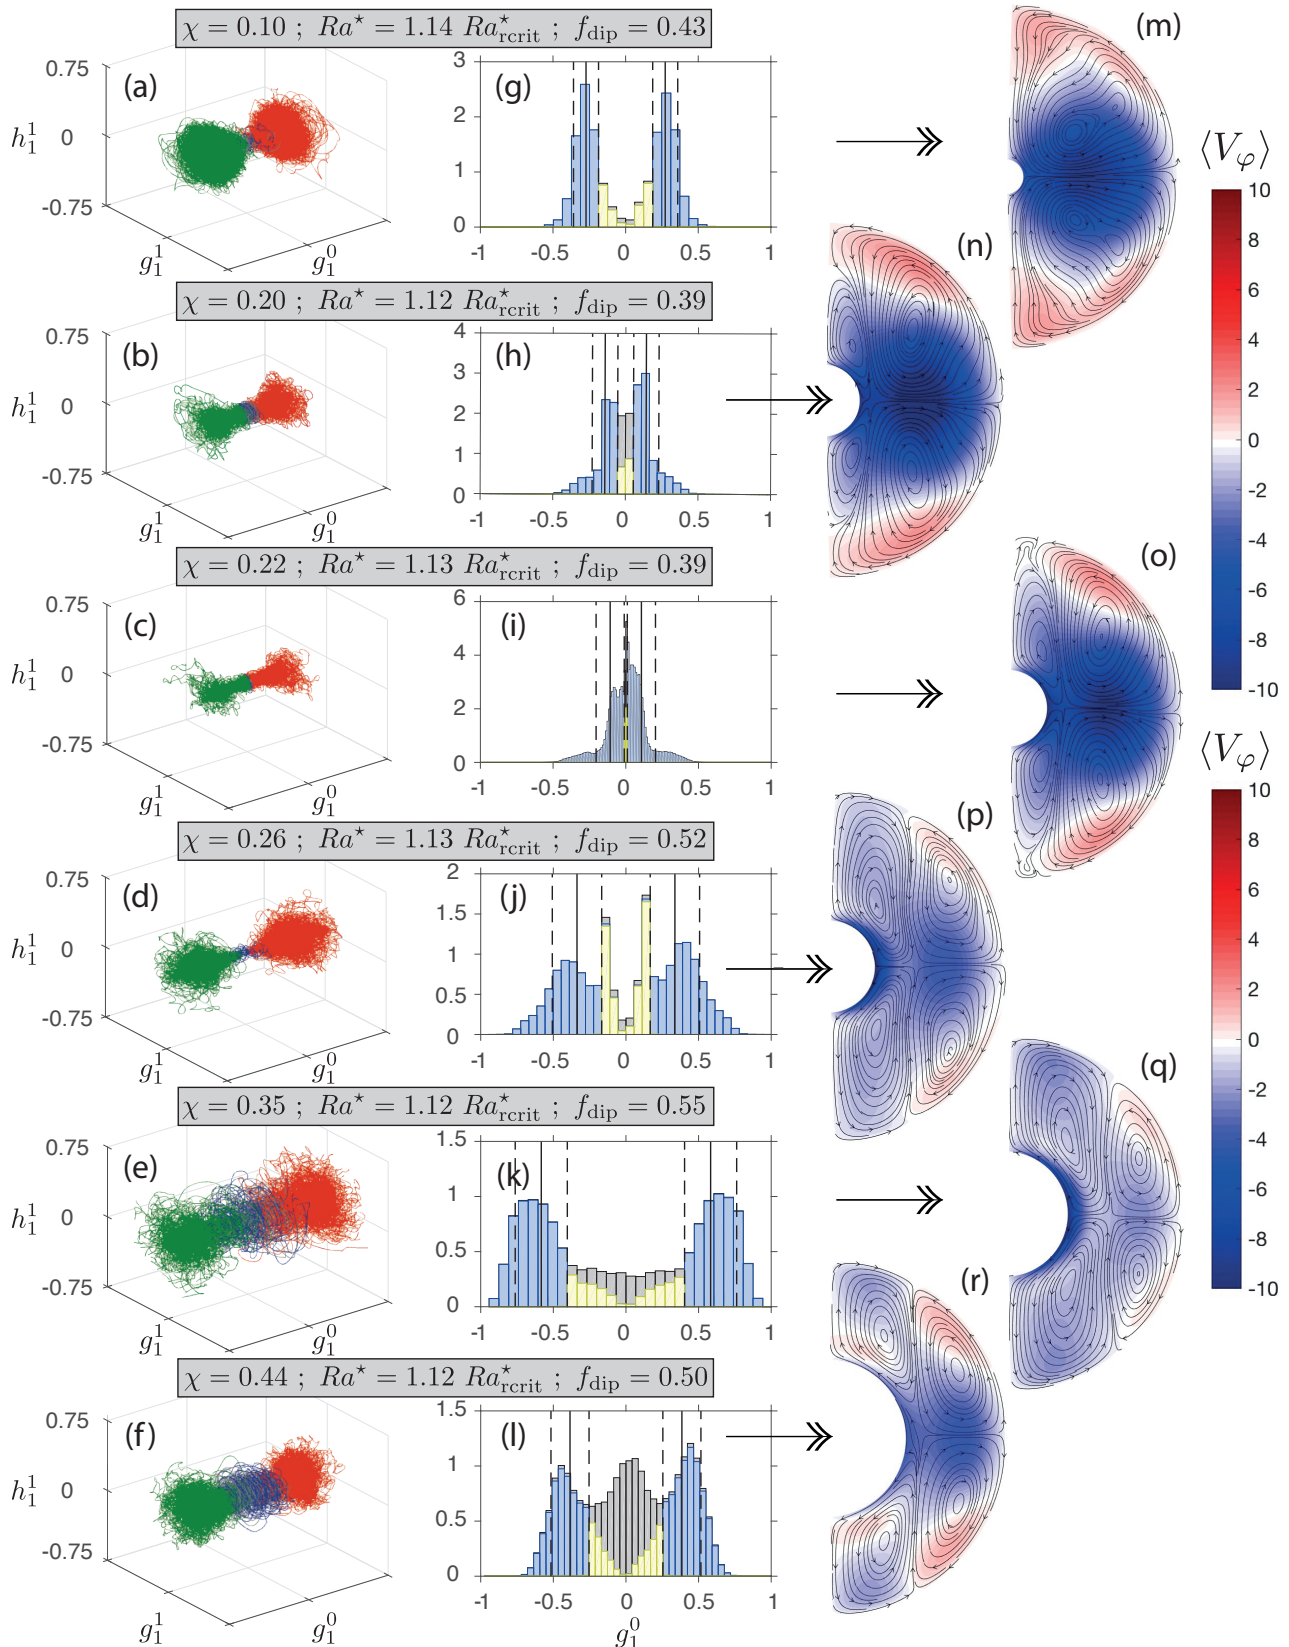 χ = 0.10 ; Ra* = 1.14 Ra*rcrit ; fdip = 0.43
(a) 0.75 0 -0.75 h₁¹ g₁¹ g₁⁰
(g) 3 2 1 0 -1 -0.5 0 0.5 1
(m)
χ = 0.20 ; Ra* = 1.12 Ra*rcrit ; fdip = 0.39
(b) 0.75 0 -0.75 h₁¹ g₁¹ g₁⁰
(h) 4 3 2 1 0 -1 -0.5 0 0.5 1
(n)
⟨Vφ⟩
10 8 6 4 2 0 -2 -4 -6 -8 -10
χ = 0.22 ; Ra* = 1.13 Ra*rcrit ; fdip = 0.39
(c) 0.75 0 -0.75 h₁¹ g₁¹ g₁⁰
(i) 6 4 2 0 -1 -0.5 0 0.5 1
(o)
χ = 0.26 ; Ra* = 1.13 Ra*rcrit ; fdip = 0.52
(d) 0.75 0 -0.75 h₁¹ g₁¹ g₁⁰
(j) 2 1.5 1 0.5 0 -1 -0.5 0 0.5 1
(p)
⟨Vφ⟩
10 8 6 4 2 0 -2 -4 -6 -8 -10
χ = 0.35 ; Ra* = 1.12 Ra*rcrit ; fdip = 0.55
(e) 0.75 0 -0.75 h₁¹ g₁¹ g₁⁰
(k) 1.5 1 0.5 0 -1 -0.5 0 0.5 1
(q)
χ = 0.44 ; Ra* = 1.12 Ra*rcrit ; fdip = 0.50
(f) 0.75 0 -0.75 h₁¹ g₁¹ g₁⁰
(l) 1.5 1 0.5 0 -1 -0.5 0 0.5 1 g₁⁰
(r)